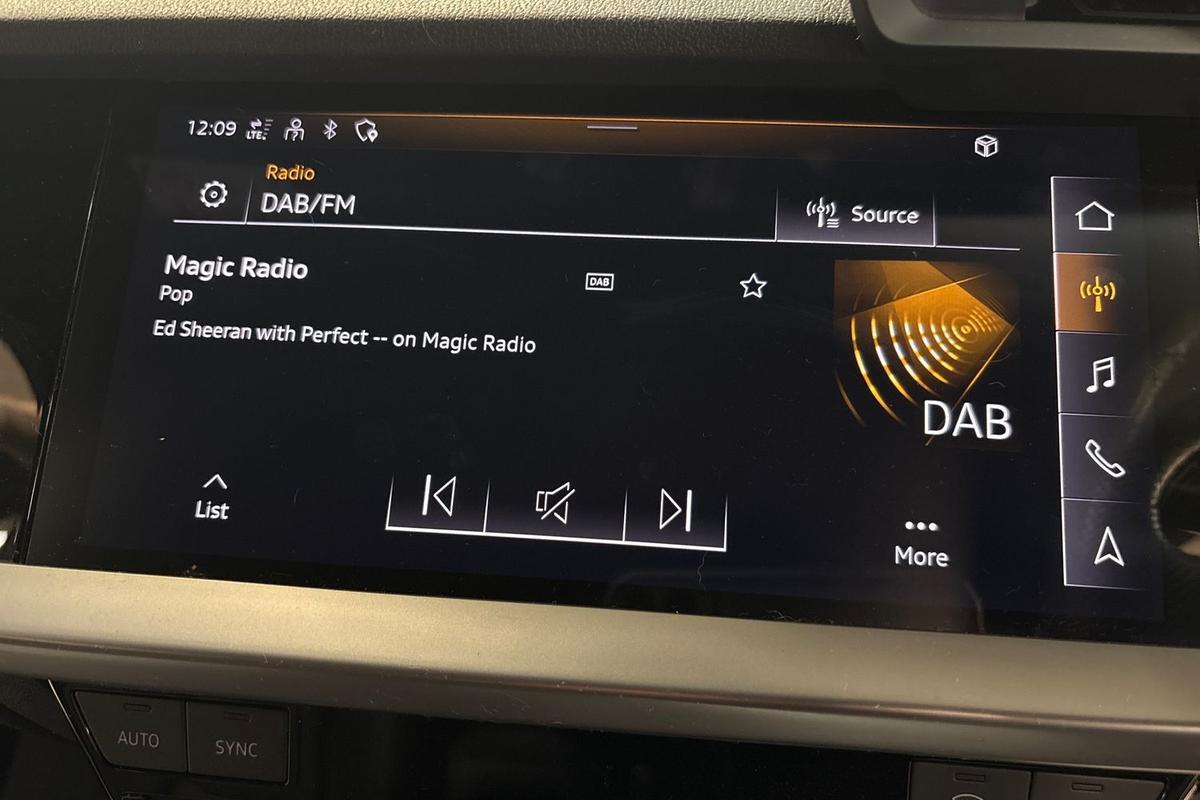 12:09 LTE
Radio
DAB/FM
Source
Magic Radio
DAB
Pop
Ed Sheeran with Perfect -- on Magic Radio
DAB
List
More
AUTO
SYNC